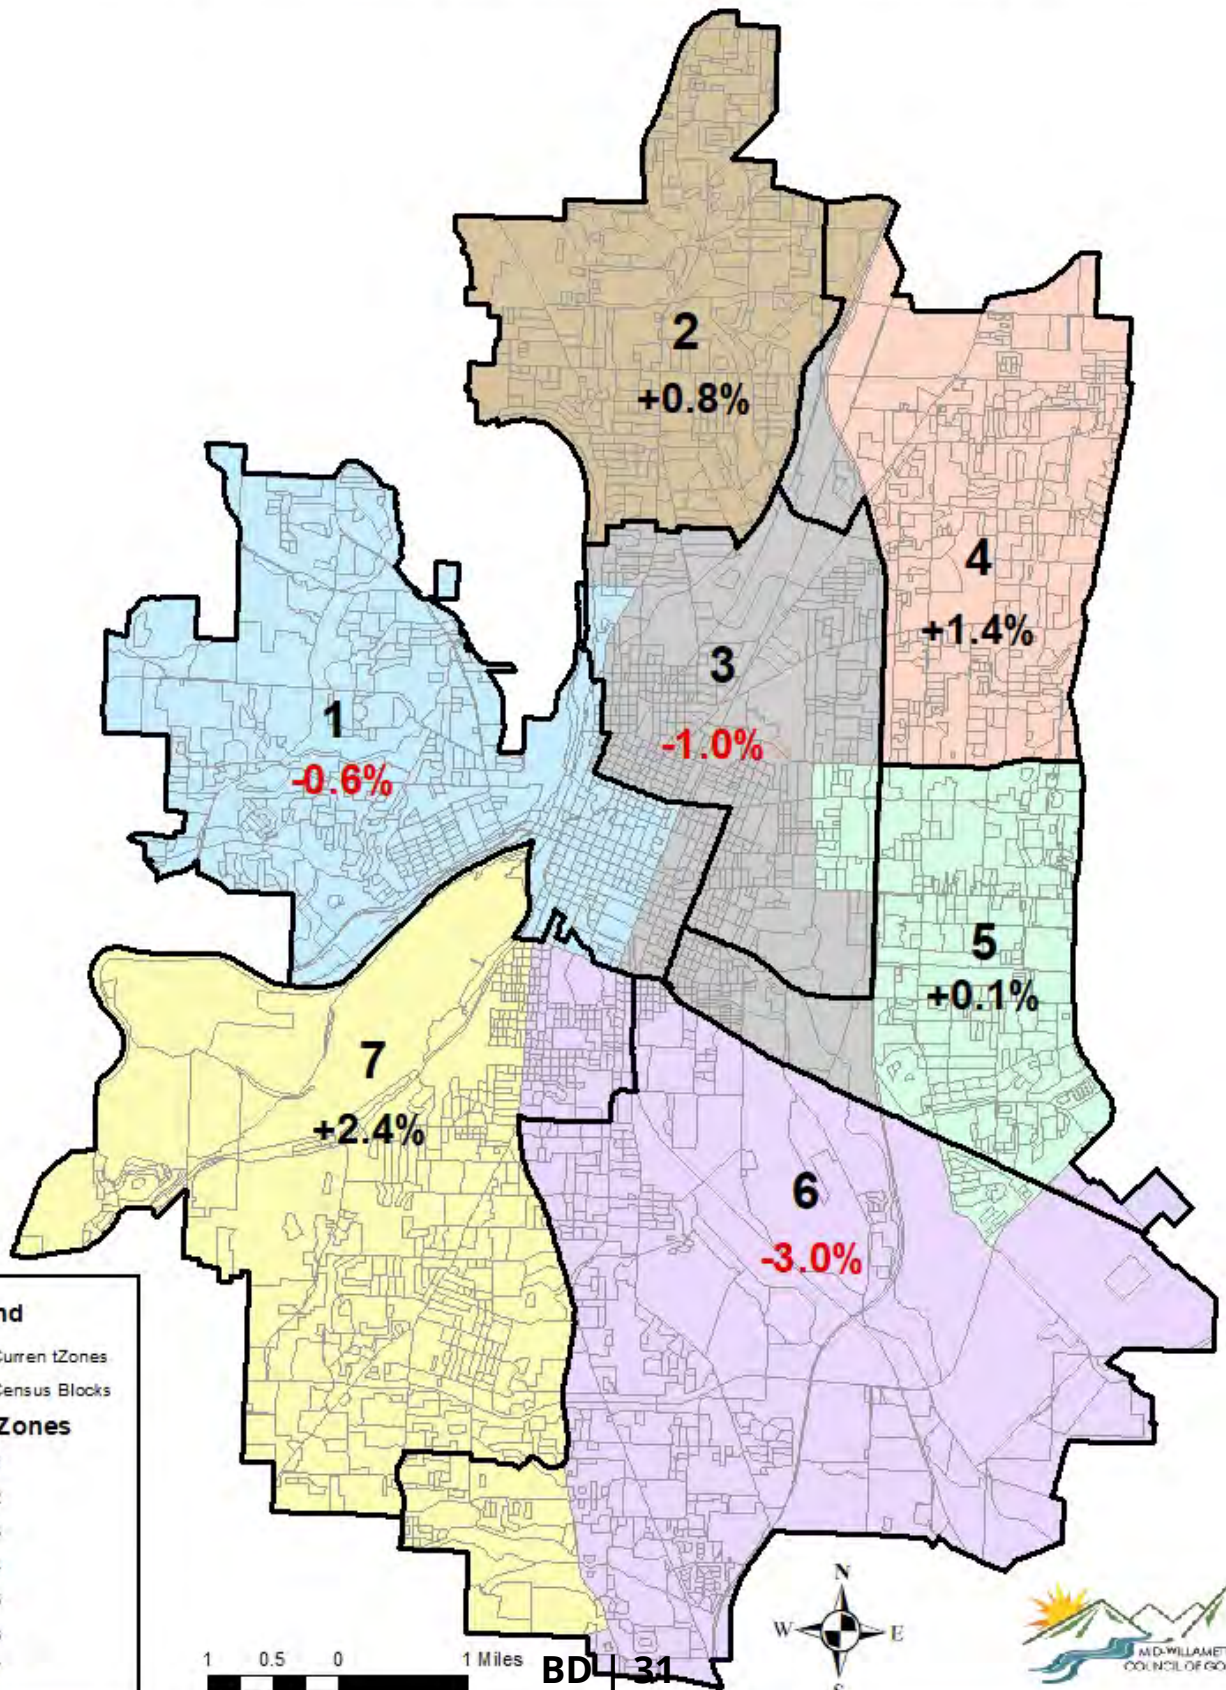 2
+0.8%
4
+1.4%
3
-1.0%
1
-0.6%
5
+0.1%
7
+2.4%
6
-3.0%
nd
Curren tZones
Census Blocks
Zones
N
W E
S
1 0.5 0 1 Miles
BD | 31
MID-WILLAMET
COUNCIL OF GO